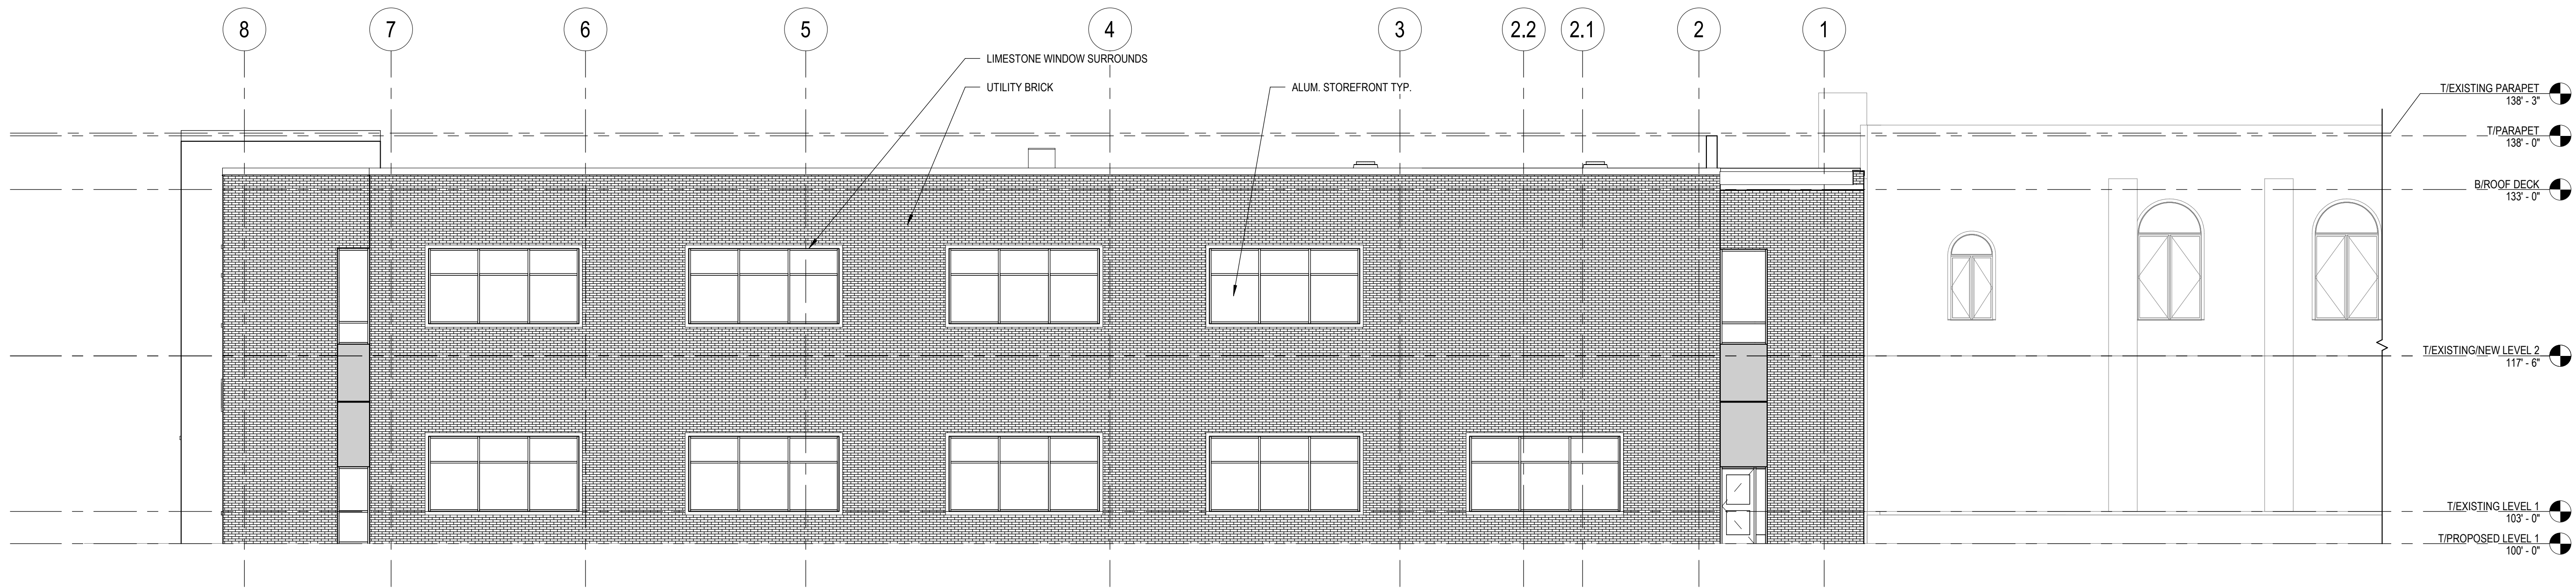 8
7
6
5
4
3
2.2
2.1
2
1
LIMESTONE WINDOW SURROUNDS
UTILITY BRICK
ALUM. STOREFRONT TYP.
T/EXISTING PARAPET
138' - 3"
T/PARAPET
138' - 0"
B/ROOF DECK
133' - 0"
T/EXISTING/NEW LEVEL 2
117' - 6"
T/EXISTING LEVEL 1
103' - 0"
T/PROPOSED LEVEL 1
100' - 0"